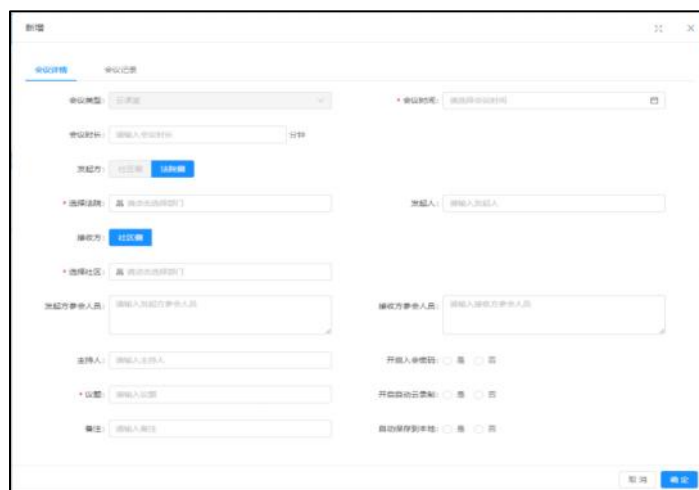 新增
会议详情 会议记录
会议类型: 云调室 * 会议时间: 请选择会议时间
会议时长: 请输入会议时长 分钟
发起方: 社区侧 法院侧
* 选择法院: 请点击选择部门 发起人: 请输入发起人
接收方: 社区侧
* 选择社区: 请点击选择部门
发起方参会人员: 请输入发起方参会人员 接收方参会人员: 请输入接收方参会人员
主持人: 请输入主持人 开启入会密码: 是 否
* 议题: 请输入议题 开启自动云录制: 是 否
备注: 请输入备注 自动保存到本地: 是 否
取消 确定